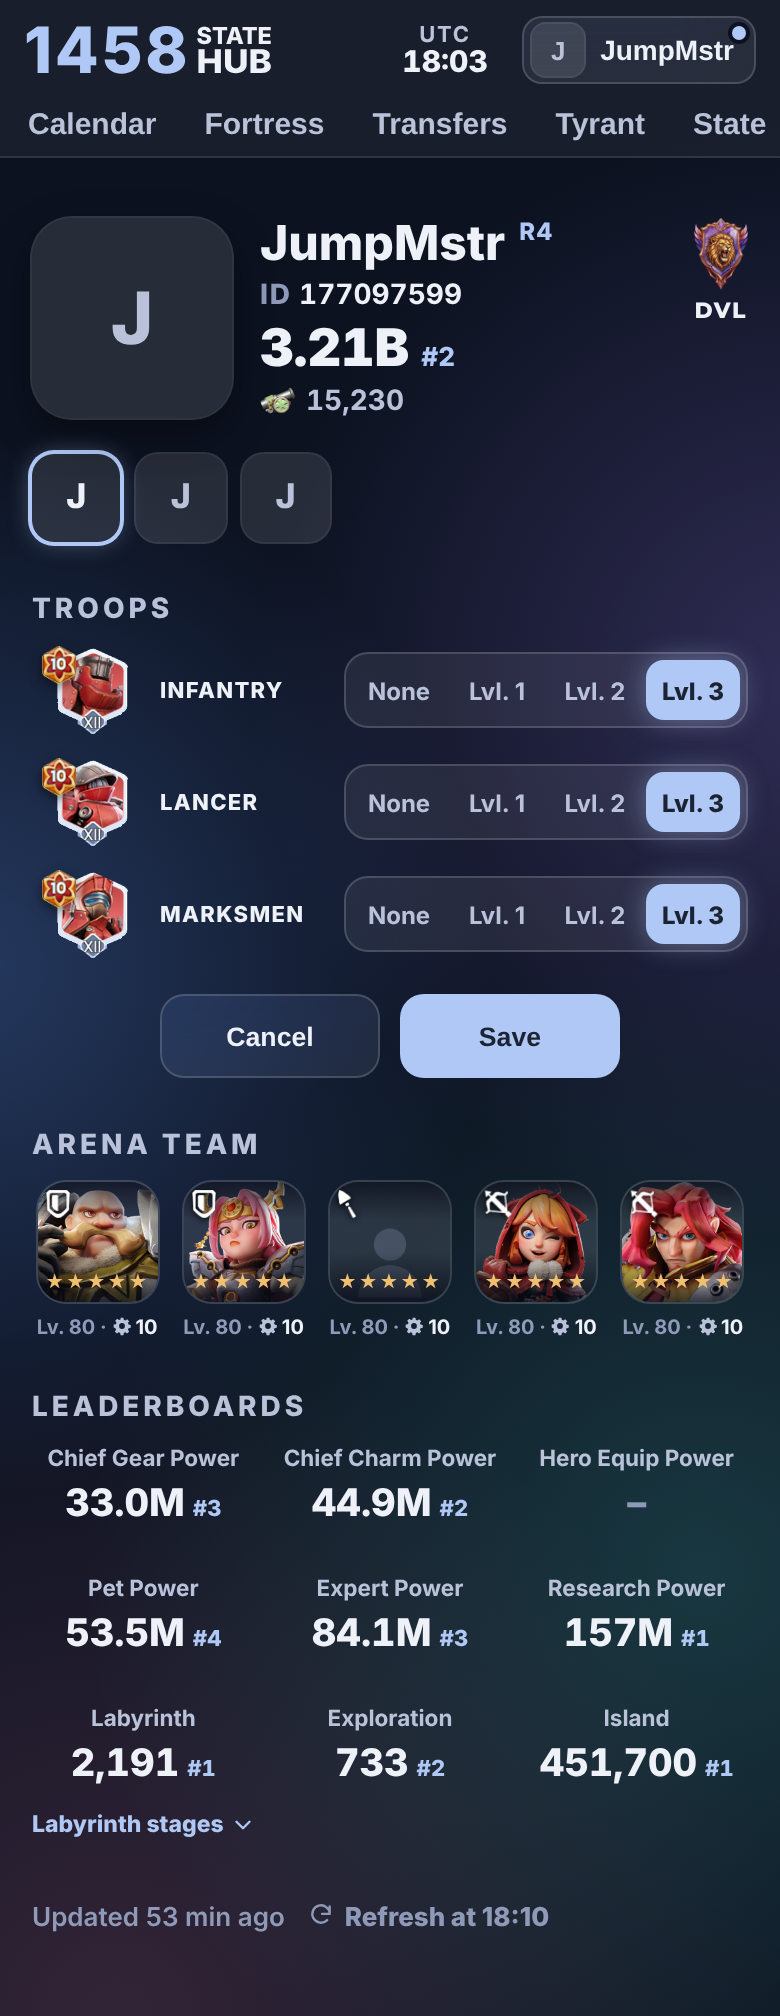 1458 STATE HUB
UTC
18:03
J JumpMstr
Calendar Fortress Transfers Tyrant State
J
JumpMstr R4
ID 177097599
3.21B #2
15,230
DVL
J J J
TROOPS
10 XII INFANTRY None Lvl. 1 Lvl. 2 Lvl. 3
10 XII LANCER None Lvl. 1 Lvl. 2 Lvl. 3
10 XII MARKSMEN None Lvl. 1 Lvl. 2 Lvl. 3
Cancel Save
ARENA TEAM
Lv. 80 · 10 Lv. 80 · 10 Lv. 80 · 10 Lv. 80 · 10 Lv. 80 · 10
LEADERBOARDS
Chief Gear Power Chief Charm Power Hero Equip Power
33.0M #3 44.9M #2 –
Pet Power Expert Power Research Power
53.5M #4 84.1M #3 157M #1
Labyrinth Exploration Island
2,191 #1 733 #2 451,700 #1
Labyrinth stages
Updated 53 min ago Refresh at 18:10